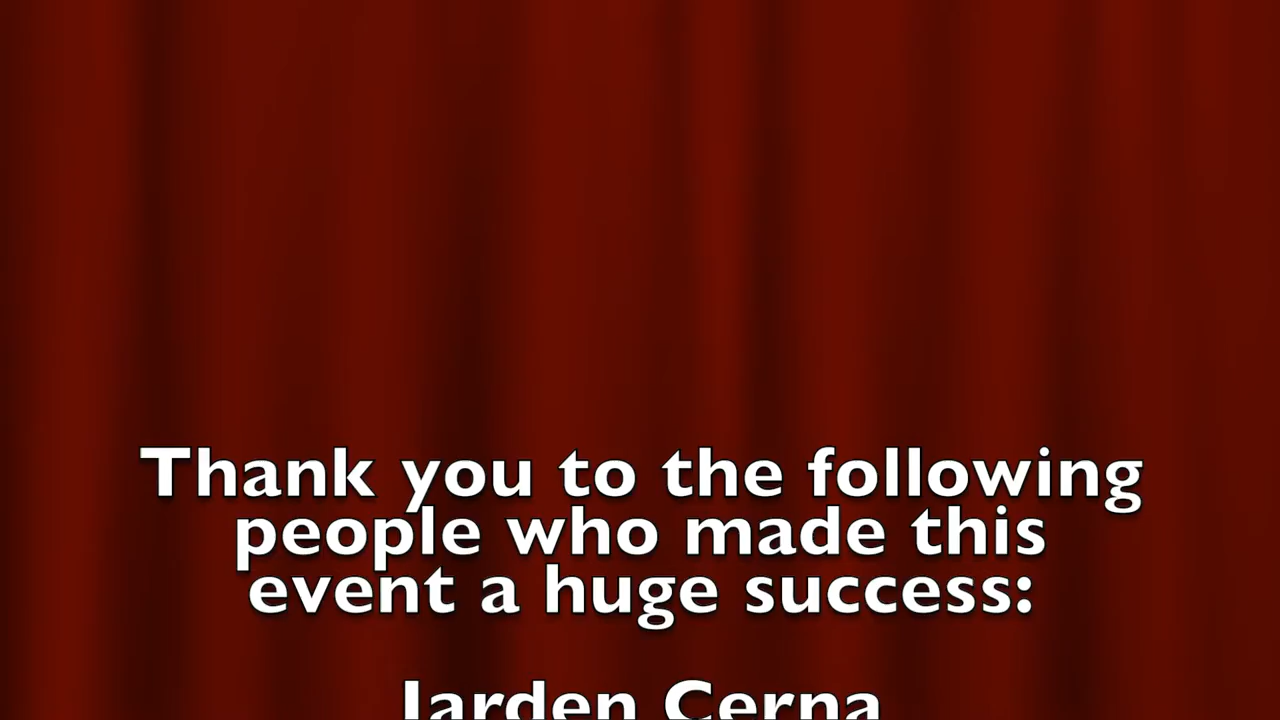 Thank you to the following
people who made this
event a huge success:
Jarden Cerna